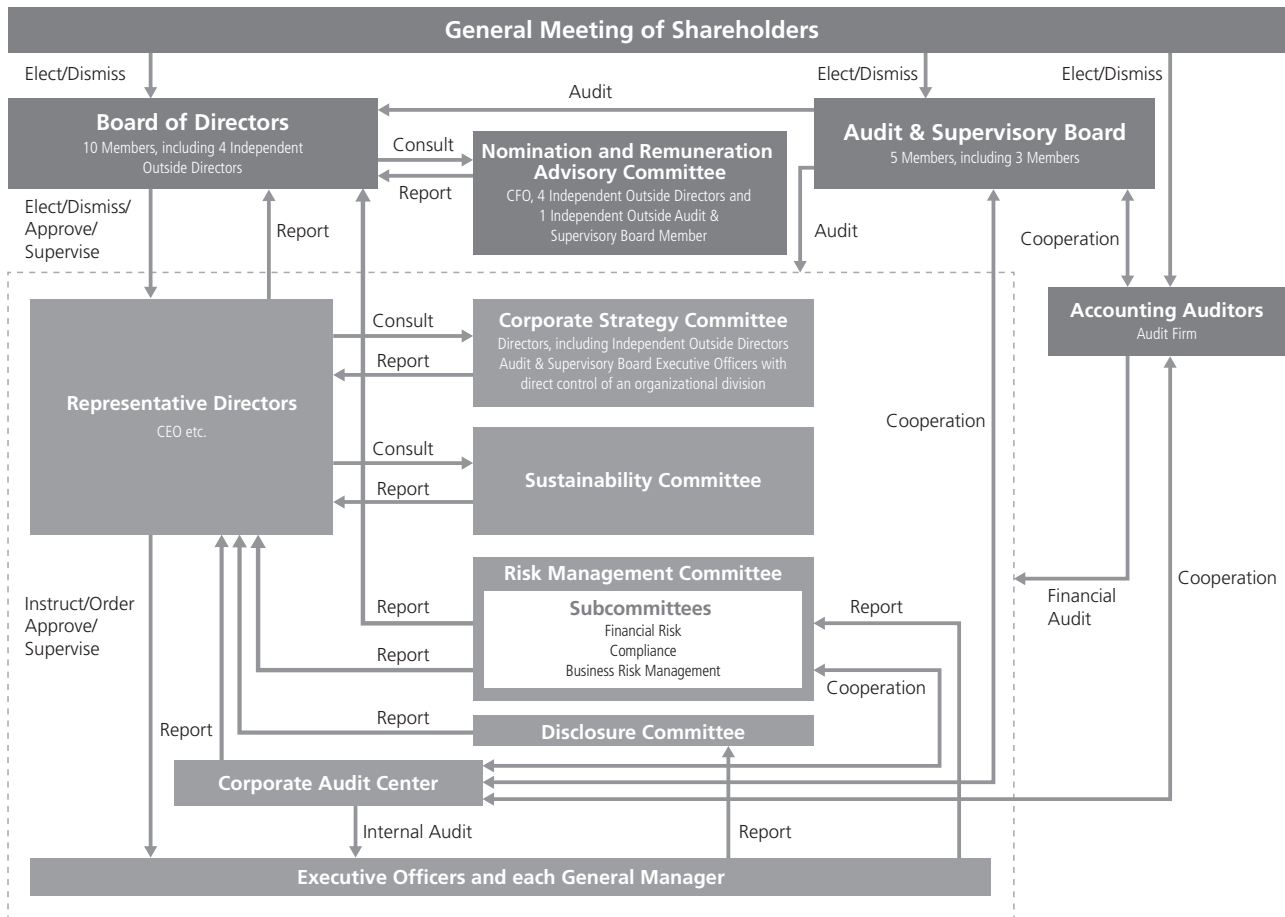 General Meeting of Shareholders
Elect/Dismiss
Elect/Dismiss
Elect/Dismiss
Audit
Board of Directors
10 Members, including 4 Independent
Outside Directors
Consult
Report
Nomination and Remuneration
Advisory Committee
CFO, 4 Independent Outside Directors and
1 Independent Outside Audit &
Supervisory Board Member
Audit & Supervisory Board
5 Members, including 3 Members
Elect/Dismiss/
Approve/
Supervise
Report
Audit
Cooperation
Accounting Auditors
Audit Firm
Representative Directors
CEO etc.
Consult
Report
Corporate Strategy Committee
Directors, including Independent Outside Directors
Audit & Supervisory Board Executive Officers with
direct control of an organizational division
Cooperation
Consult
Report
Sustainability Committee
Risk Management Committee
Subcommittees
Financial Risk
Compliance
Business Risk Management
Report
Report
Report
Cooperation
Financial
Audit
Cooperation
Instruct/Order
Approve/
Supervise
Report
Disclosure Committee
Report
Corporate Audit Center
Internal Audit
Report
Executive Officers and each General Manager